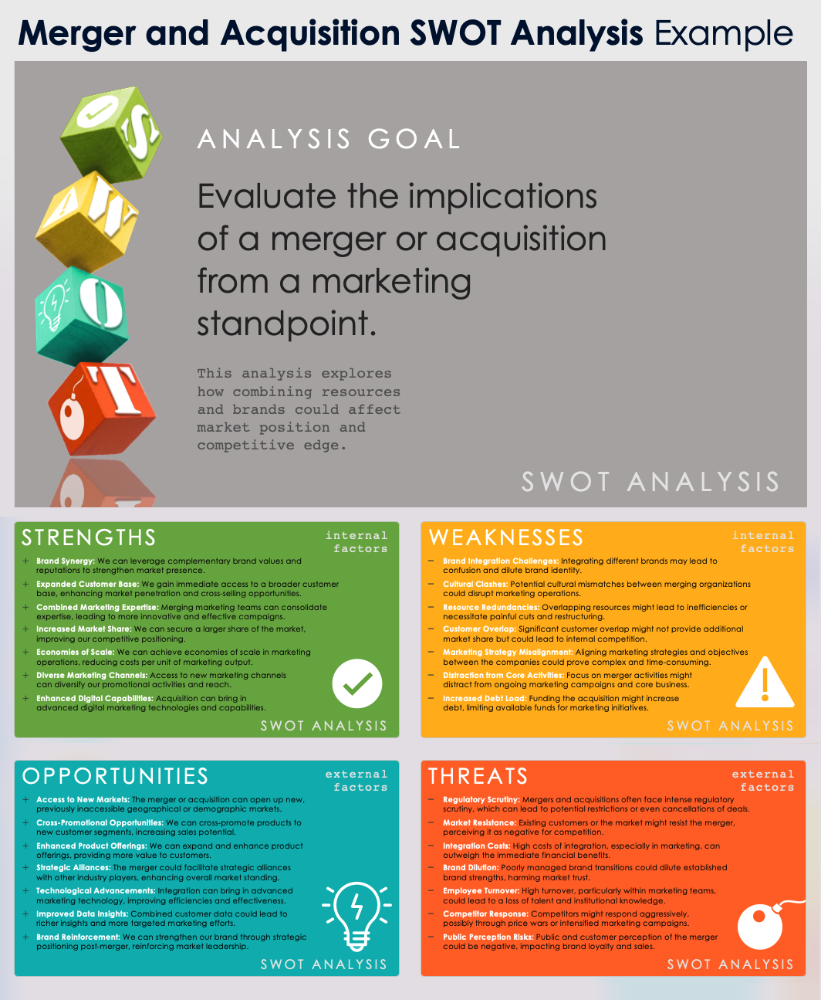 Merger and Acquisition SWOT Analysis Example
S
W
O
T
ANALYSIS GOAL
Evaluate the implications
of a merger or acquisition
from a marketing
standpoint.
This analysis explores
how combining resources
and brands could affect
market position and
competitive edge.
SWOT ANALYSIS
STRENGTHS
internal
factors
+ Brand Synergy: We can leverage complementary brand values and
reputations to strengthen market presence.
+ Expanded Customer Base: We gain immediate access to a broader customer
base, enhancing market penetration and cross-selling opportunities.
+ Combined Marketing Expertise: Merging marketing teams can consolidate
expertise, leading to more innovative and effective campaigns.
+ Increased Market Share: We can secure a larger share of the market,
improving our competitive positioning.
+ Economies of Scale: We can achieve economies of scale in marketing
operations, reducing costs per unit of marketing output.
+ Diverse Marketing Channels: Access to new marketing channels
can diversify our promotional activities and reach.
+ Enhanced Digital Capabilities: Acquisition can bring in
advanced digital marketing technologies and capabilities.
SWOT ANALYSIS
WEAKNESSES
internal
factors
− Brand Integration Challenges: Integrating different brands may lead to
confusion and dilute brand identity.
− Cultural Clashes: Potential cultural mismatches between merging organizations
could disrupt marketing operations.
− Resource Redundancies: Overlapping resources might lead to inefficiencies or
necessitate painful cuts and restructuring.
− Customer Overlap: Significant customer overlap might not provide additional
market share but could lead to internal competition.
− Marketing Strategy Misalignment: Aligning marketing strategies and objectives
between the companies could prove complex and time-consuming.
− Distraction from Core Activities: Focus on merger activities might
distract from ongoing marketing campaigns and core business.
− Increased Debt Load: Funding the acquisition might increase
debt, limiting available funds for marketing initiatives.
SWOT ANALYSIS
OPPORTUNITIES
external
factors
+ Access to New Markets: The merger or acquisition can open up new,
previously inaccessible geographical or demographic markets.
+ Cross-Promotional Opportunities: We can cross-promote products to
new customer segments, increasing sales potential.
+ Enhanced Product Offerings: We can expand and enhance product
offerings, providing more value to customers.
+ Strategic Alliances: The merger could facilitate strategic alliances
with other industry players, enhancing overall market standing.
+ Technological Advancements: Integration can bring in advanced
marketing technology, improving efficiencies and effectiveness.
+ Improved Data Insights: Combined customer data could lead to
richer insights and more targeted marketing efforts.
+ Brand Reinforcement: We can strengthen our brand through strategic
positioning post-merger, reinforcing market leadership.
SWOT ANALYSIS
THREATS
external
factors
− Regulatory Scrutiny: Mergers and acquisitions often face intense regulatory
scrutiny, which can lead to potential restrictions or even cancellations of deals.
− Market Resistance: Existing customers or the market might resist the merger,
perceiving it as negative for competition.
− Integration Costs: High costs of integration, especially in marketing, can
outweigh the immediate financial benefits.
− Brand Dilution: Poorly managed brand transitions could dilute established
brand strengths, harming market trust.
− Employee Turnover: High turnover, particularly within marketing teams,
could lead to a loss of talent and institutional knowledge.
− Competitor Response: Competitors might respond aggressively,
possibly through price wars or intensified marketing campaigns.
− Public Perception Risks: Public and customer perception of the merger
could be negative, impacting brand loyalty and sales.
SWOT ANALYSIS